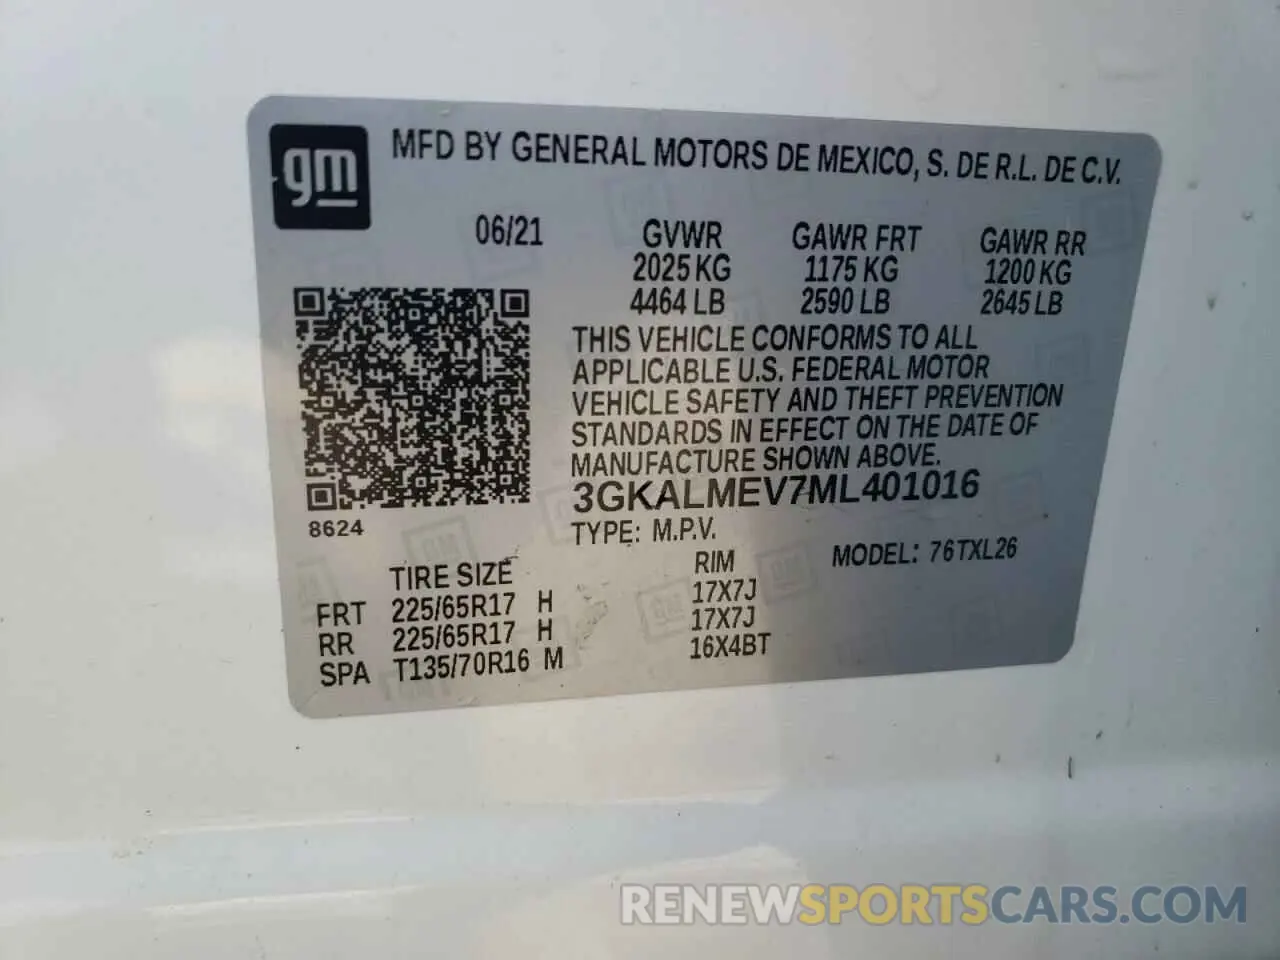 gm MFD BY GENERAL MOTORS DE MEXICO, S. DE R.L. DE C.V.
06/21 GVWR GAWR FRT GAWR RR
2025 KG 1175 KG 1200 KG
4464 LB 2590 LB 2645 LB
THIS VEHICLE CONFORMS TO ALL
APPLICABLE U.S. FEDERAL MOTOR
VEHICLE SAFETY AND THEFT PREVENTION
STANDARDS IN EFFECT ON THE DATE OF
MANUFACTURE SHOWN ABOVE.
3GKALMEV7ML401016
8624
TYPE: M.P.V. MODEL: 76TXL26
TIRE SIZE RIM
FRT 225/65R17 H 17X7J
RR 225/65R17 H 17X7J
SPA T135/70R16 M 16X4BT
RENEWSPORTSCARS.COM